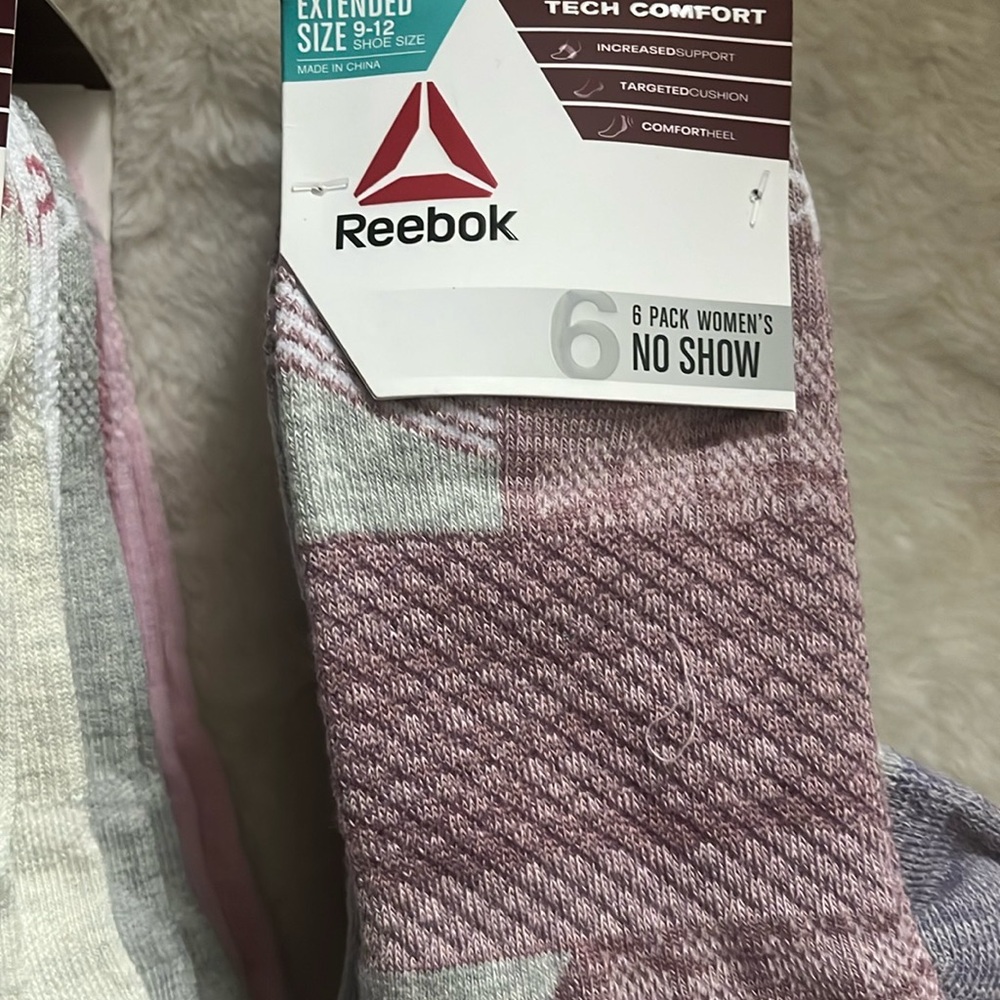 EXTENDED
SIZE 9-12
SHOE SIZE
MADE IN CHINA
TECH COMFORT
INCREASEDSUPPORT
TARGETEDCUSHION
COMFORTHEEL
Reebok
6
6 PACK WOMEN'S
NO SHOW